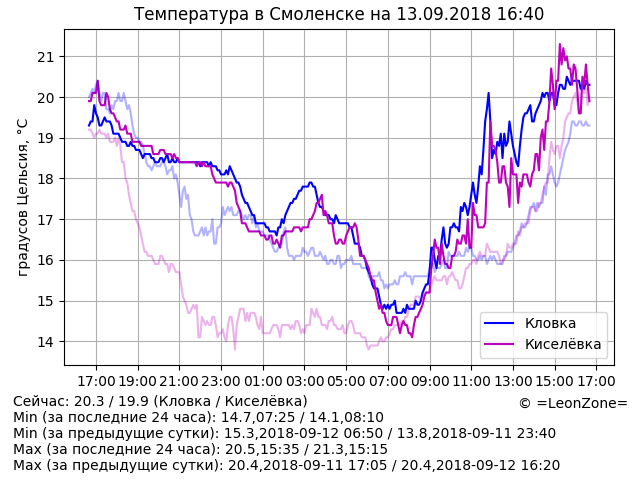 Температура в Смоленске на 13.09.2018 16:40
градусов Цельсия, °C
21
20
19
18
17
16
15
14
Кловка
Киселёвка
17:00 19:00 21:00 23:00 01:00 03:00 05:00 07:00 09:00 11:00 13:00 15:00 17:00
Сейчас: 20.3 / 19.9 (Кловка / Киселёвка)
© =LeonZone=
Min (за последние 24 часа): 14.7,07:25 / 14.1,08:10
Min (за предыдущие сутки): 15.3,2018-09-12 06:50 / 13.8,2018-09-11 23:40
Max (за последние 24 часа): 20.5,15:35 / 21.3,15:15
Max (за предыдущие сутки): 20.4,2018-09-11 17:05 / 20.4,2018-09-12 16:20